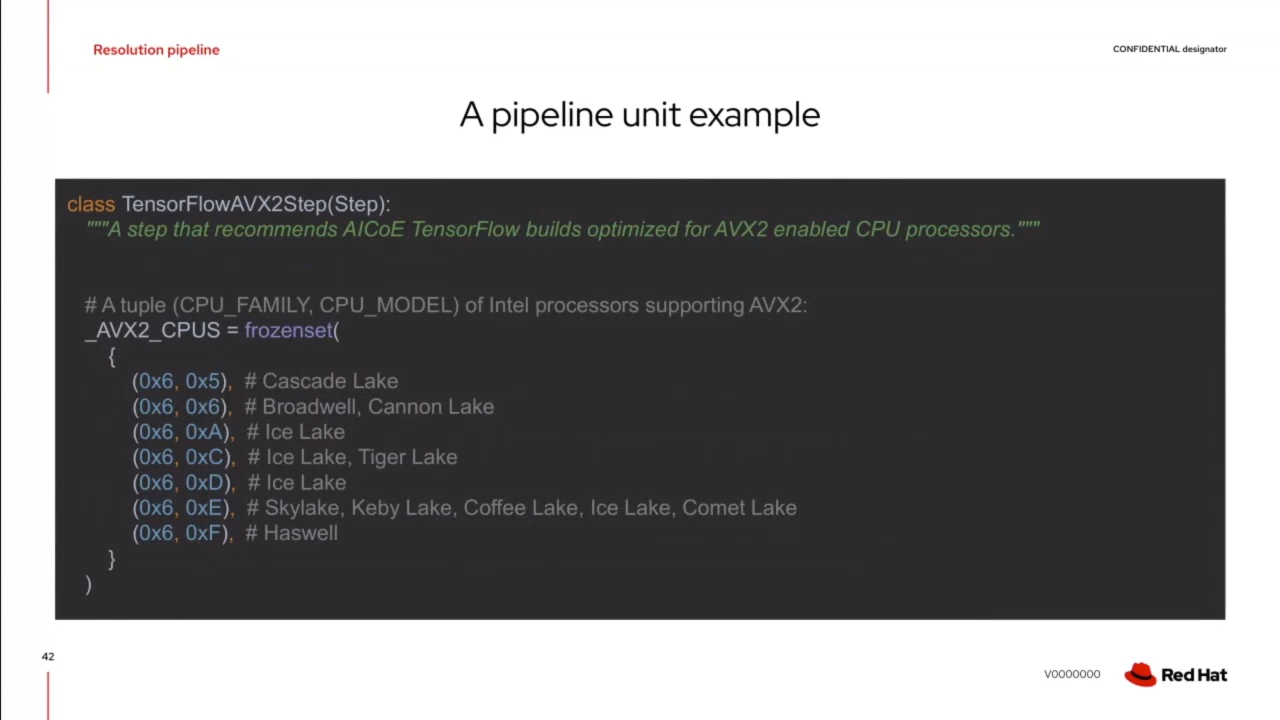 Resolution pipeline
CONFIDENTIAL designator
A pipeline unit example
class TensorFlowAVX2Step(Step):
"""A step that recommends AICoE TensorFlow builds optimized for AVX2 enabled CPU processors."""
# A tuple (CPU_FAMILY, CPU_MODEL) of Intel processors supporting AVX2:
_AVX2_CPUS = frozenset(
{
(0x6, 0x5), # Cascade Lake
(0x6, 0x6), # Broadwell, Cannon Lake
(0x6, 0xA), # Ice Lake
(0x6, 0xC), # Ice Lake, Tiger Lake
(0x6, 0xD), # Ice Lake
(0x6, 0xE), # Skylake, Keby Lake, Coffee Lake, Ice Lake, Comet Lake
(0x6, 0xF), # Haswell
}
)
42
V0000000
Red Hat